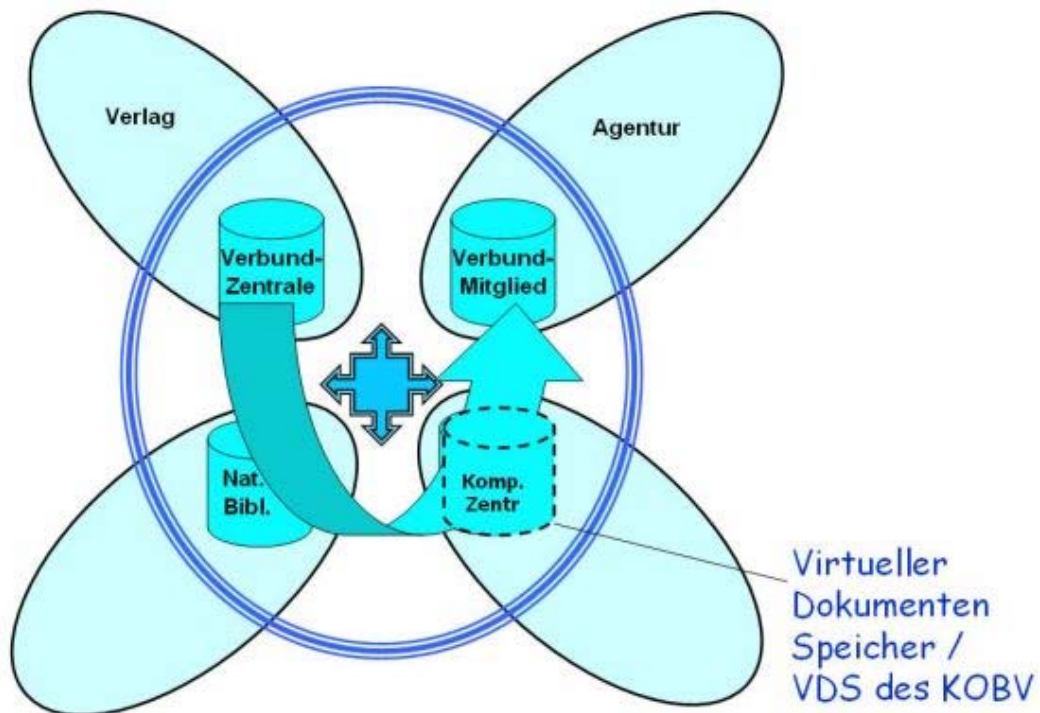 Verlag
Agentur
Verbund-
Zentrale
Verbund-
Mitglied
Nat.
Bibl.
Komp.
Zentr
Virtueller
Dokumenten
Speicher /
VDS des KOBV